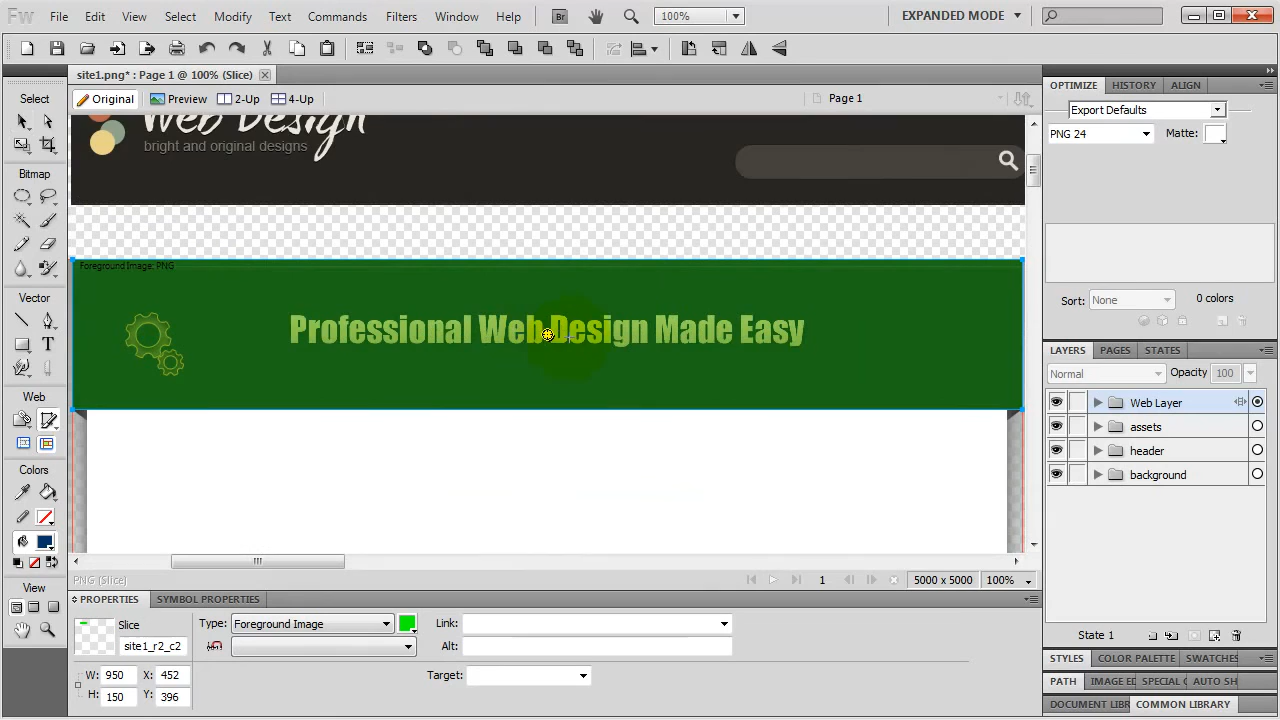 Fw File Edit View Select Modify Text Commands Filters Window Help Br 100% EXPANDED MODE
site1.png* : Page 1 @ 100% (Slice)
Original Preview 2-Up 4-Up Page 1
Select
Bitmap
Vector
Web
Colors
View
Web Design
bright and original designs
Foreground Image: PNG
Professional Web Design Made Easy
PNG (Slice) 1 5000 x 5000 100%
OPTIMIZE HISTORY ALIGN
Export Defaults
PNG 24 Matte:
Sort: None 0 colors
LAYERS PAGES STATES
Normal Opacity 100
Web Layer
assets
header
background
State 1
STYLES COLOR PALETTE SWATCHES
PATH IMAGE ED SPECIAL AUTO SH
DOCUMENT LIBR COMMON LIBRARY
PROPERTIES SYMBOL PROPERTIES
Slice Type: Foreground Image Link:
site1_r2_c2 Alt:
W: 950 X: 452 Target:
H: 150 Y: 396